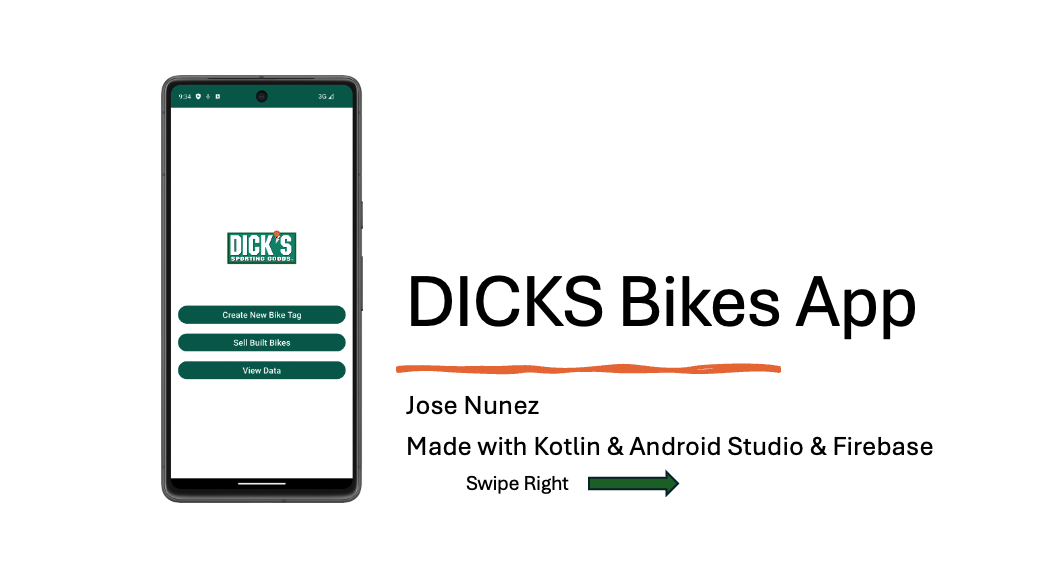 9:34
3G
DICK'S
SPORTING GOODS
Create New Bike Tag
Sell Built Bikes
View Data
DICKS Bikes App
Jose Nunez
Made with Kotlin & Android Studio & Firebase
Swipe Right